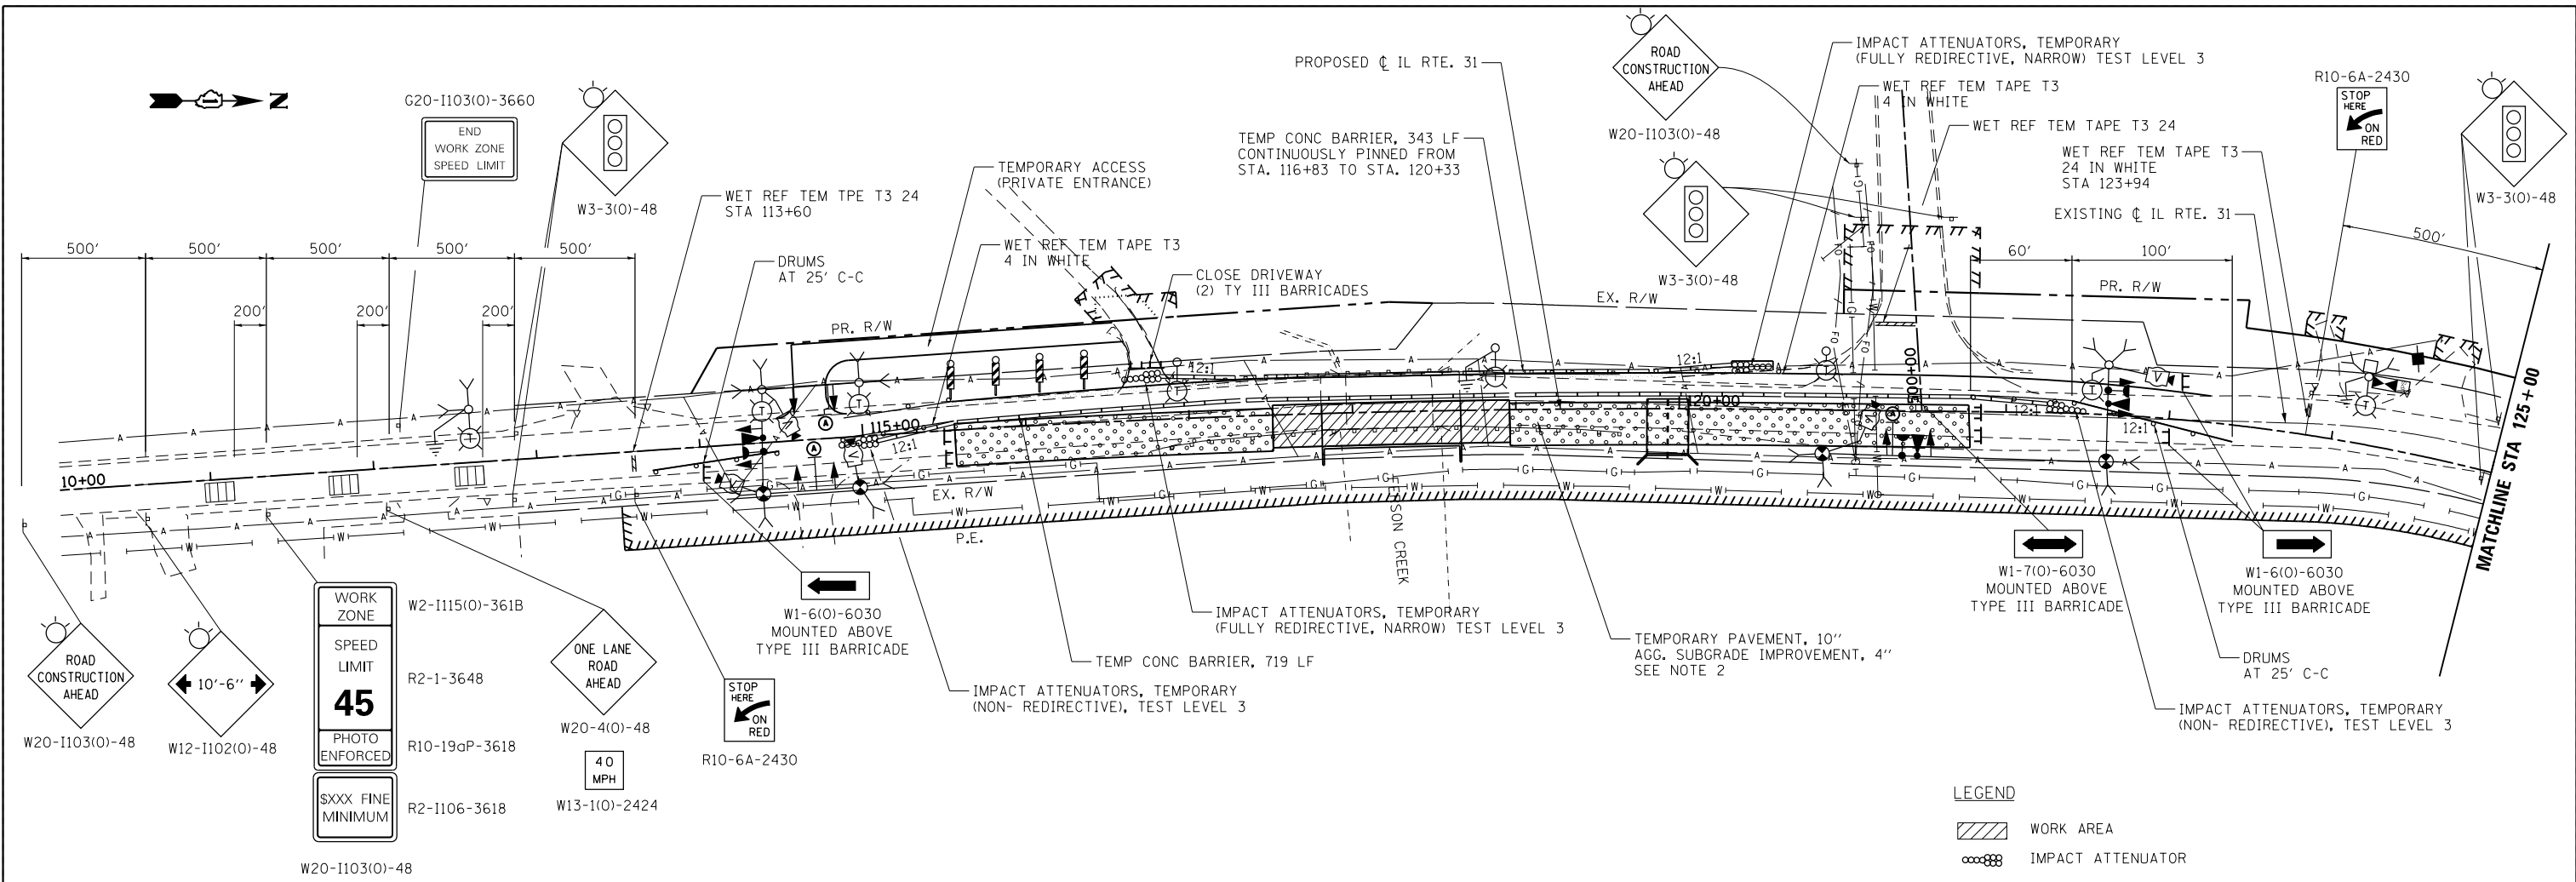 N
G20-I103(0)-3660
END
WORK ZONE
SPEED LIMIT
W3-3(0)-48
500'
500'
500'
500'
500'
200'
200'
200'
WET REF TEM TPE T3 24
STA 113+60
DRUMS
AT 25' C-C
TEMPORARY ACCESS
(PRIVATE ENTRANCE)
WET REF TEM TAPE T3
4 IN WHITE
CLOSE DRIVEWAY
(2) TY III BARRICADES
PROPOSED ℄ IL RTE. 31
TEMP CONC BARRIER, 343 LF
CONTINUOUSLY PINNED FROM
STA. 116+83 TO STA. 120+33
ROAD
CONSTRUCTION
AHEAD
W20-I103(0)-48
W3-3(0)-48
IMPACT ATTENUATORS, TEMPORARY
(FULLY REDIRECTIVE, NARROW) TEST LEVEL 3
WET REF TEM TAPE T3
4 IN WHITE
WET REF TEM TAPE T3 24
WET REF TEM TAPE T3
24 IN WHITE
STA 123+94
EXISTING ℄ IL RTE. 31
R10-6A-2430
STOP
HERE
ON
RED
W3-3(0)-48
500'
60'
100'
PR. R/W
EX. R/W
PR. R/W
12:1
12:1
12:1
12:1
12:1
10+00
115+00
20+00
+00E
EX. R/W
P.E.
MATCHLINE STA 125+00
ROAD
CONSTRUCTION
AHEAD
W20-I103(0)-48
10'-6''
W12-I102(0)-48
WORK
ZONE
W2-I115(0)-361B
SPEED
LIMIT
45
R2-1-3648
PHOTO
ENFORCED
R10-19aP-3618
$XXX FINE
MINIMUM
R2-I106-3618
W20-I103(0)-48
ONE LANE
ROAD
AHEAD
W20-4(0)-48
40
MPH
W13-1(0)-2424
STOP
HERE
ON
RED
R10-6A-2430
W1-6(0)-6030
MOUNTED ABOVE
TYPE III BARRICADE
IMPACT ATTENUATORS, TEMPORARY
(NON- REDIRECTIVE), TEST LEVEL 3
TEMP CONC BARRIER, 719 LF
IMPACT ATTENUATORS, TEMPORARY
(FULLY REDIRECTIVE, NARROW) TEST LEVEL 3
CREEK
TEMPORARY PAVEMENT, 10''
AGG. SUBGRADE IMPROVEMENT, 4''
SEE NOTE 2
W1-7(0)-6030
MOUNTED ABOVE
TYPE III BARRICADE
W1-6(0)-6030
MOUNTED ABOVE
TYPE III BARRICADE
DRUMS
AT 25' C-C
IMPACT ATTENUATORS, TEMPORARY
(NON- REDIRECTIVE), TEST LEVEL 3
LEGEND
WORK AREA
IMPACT ATTENUATOR